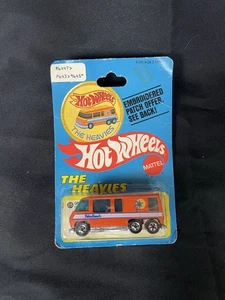 Hot Wheels
THE HEAVIES
EMBROIDERED
PATCH OFFER.
SEE BACK!
Hot Wheels
MATTEL
THE
HEAVIES